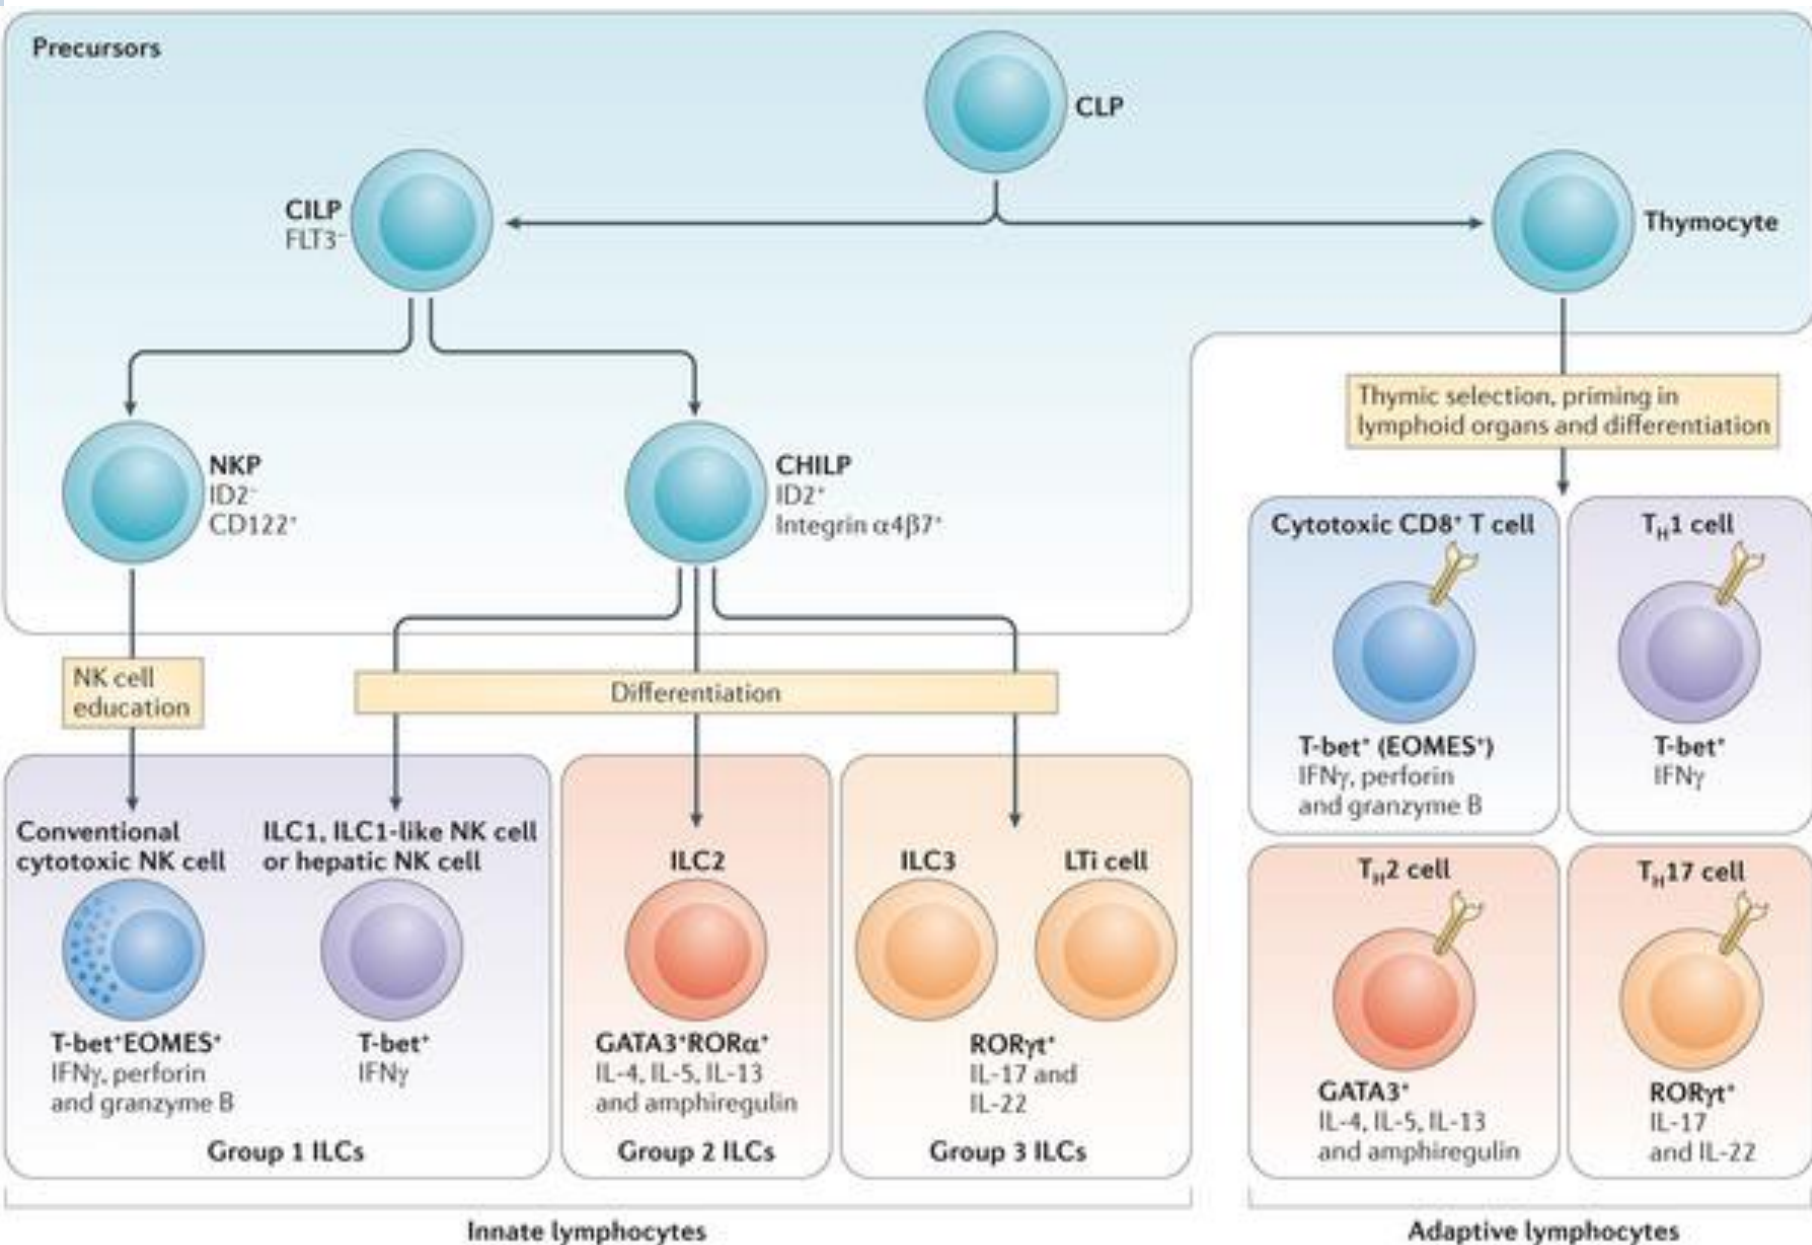 Precursors
CLP
CILP
FLT3⁻
Thymocyte
Thymic selection, priming in
lymphoid organs and differentiation
NKP
ID2⁻
CD122⁺
CHILP
ID2⁺
Integrin α4β7⁺
Cytotoxic CD8⁺ T cell
T-bet⁺ (EOMES⁺)
IFNγ, perforin
and granzyme B
TH1 cell
T-bet⁺
IFNγ
NK cell
education
Differentiation
Conventional
cytotoxic NK cell
T-bet⁺EOMES⁺
IFNγ, perforin
and granzyme B
ILC1, ILC1-like NK cell
or hepatic NK cell
T-bet⁺
IFNγ
Group 1 ILCs
ILC2
GATA3⁺RORα⁺
IL-4, IL-5, IL-13
and amphiregulin
Group 2 ILCs
ILC3
LTi cell
RORγt⁺
IL-17 and
IL-22
Group 3 ILCs
TH2 cell
GATA3⁺
IL-4, IL-5, IL-13
and amphiregulin
TH17 cell
RORγt⁺
IL-17
and IL-22
Innate lymphocytes
Adaptive lymphocytes